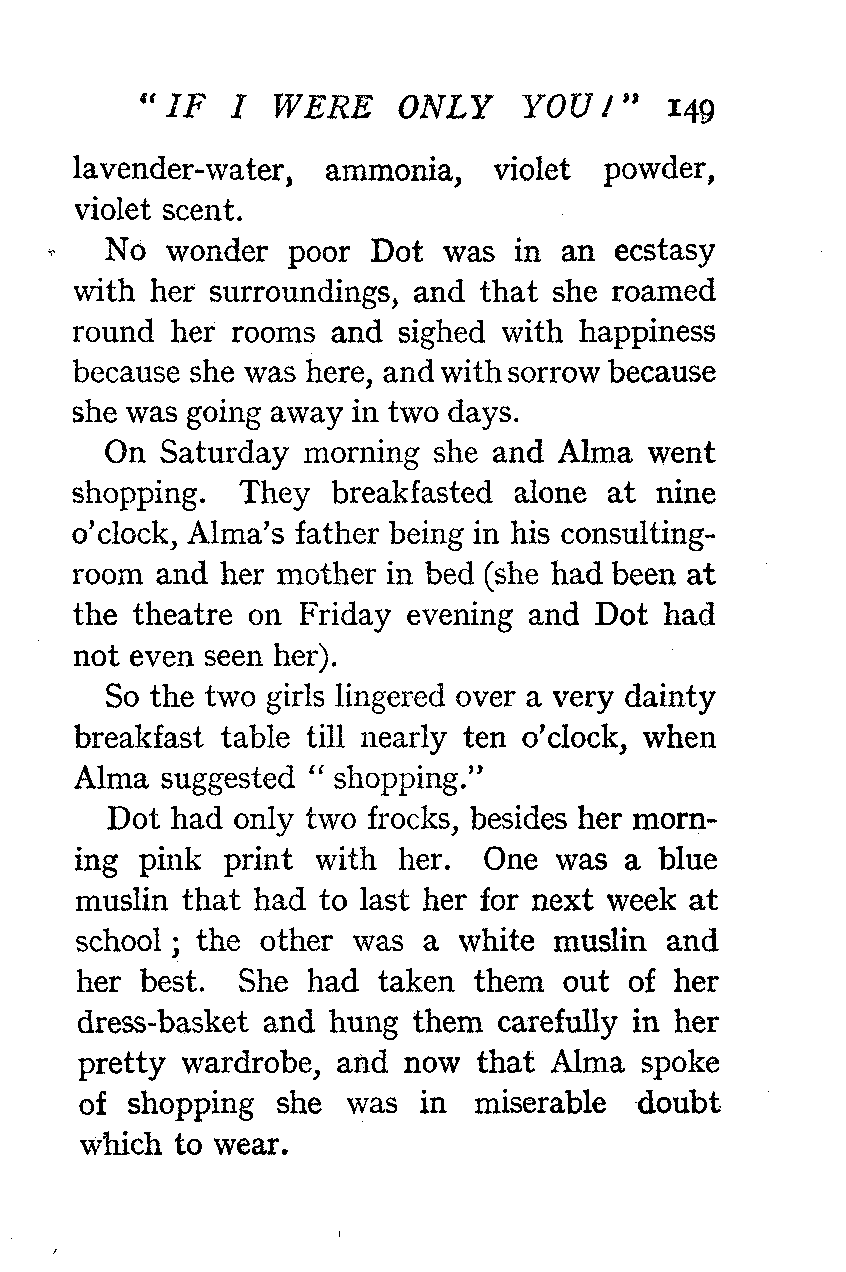 “ IF I WERE ONLY YOU! ” 149
lavender-water, ammonia, violet powder,
violet scent.
No wonder poor Dot was in an ecstasy
with her surroundings, and that she roamed
round her rooms and sighed with happiness
because she was here, and with sorrow because
she was going away in two days.
On Saturday morning she and Alma went
shopping. They breakfasted alone at nine
o’clock, Alma’s father being in his consulting-
room and her mother in bed (she had been at
the theatre on Friday evening and Dot had
not even seen her).
So the two girls lingered over a very dainty
breakfast table till nearly ten o’clock, when
Alma suggested “ shopping.”
Dot had only two frocks, besides her morn-
ing pink print with her. One was a blue
muslin that had to last her for next week at
school ; the other was a white muslin and
her best. She had taken them out of her
dress-basket and hung them carefully in her
pretty wardrobe, and now that Alma spoke
of shopping she was in miserable doubt
which to wear.